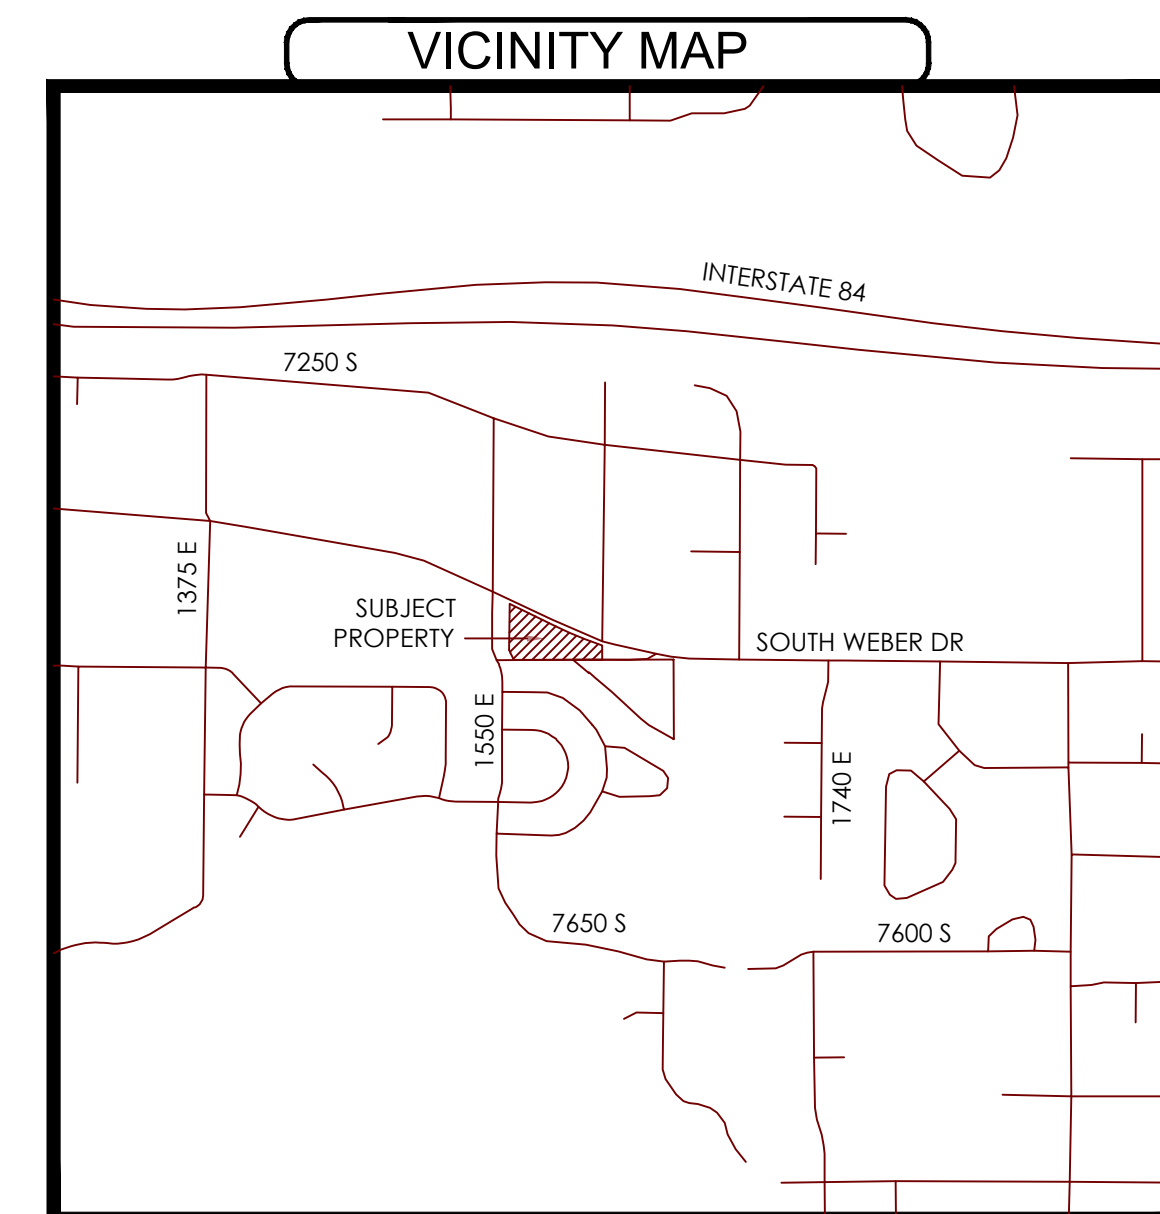 VICINITY MAP
INTERSTATE 84
7250 S
1375 E
SUBJECT
PROPERTY
SOUTH WEBER DR
1550 E
1740 E
7650 S
7600 S